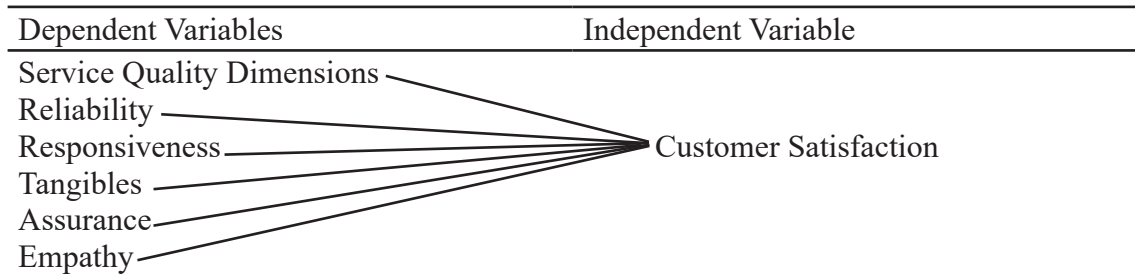 Dependent Variables Independent Variable
Service Quality Dimensions
Reliability
Responsiveness Customer Satisfaction
Tangibles
Assurance
Empathy